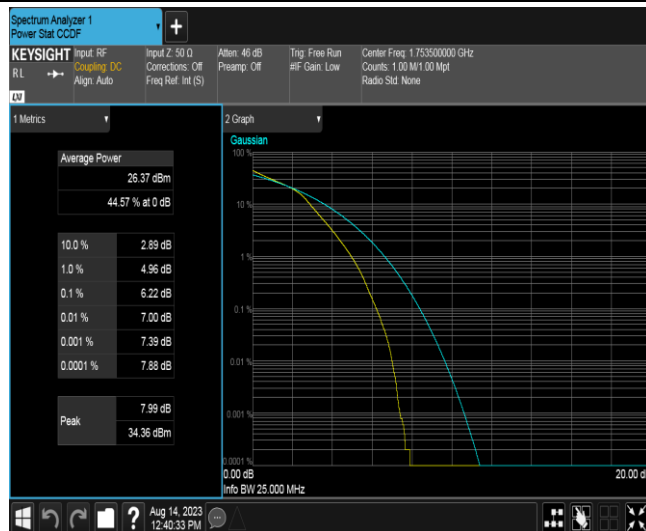 Spectrum Analyzer 1
Power Stat CCDF
+
KEYSIGHT
RL
LXI
Input: RF
Coupling: DC
Align: Auto
Input Z: 50 Ω
Corrections: Off
Freq Ref: Int (S)
Atten: 46 dB
Preamp: Off
Trig: Free Run
#IF Gain: Low
Center Freq: 1.753500000 GHz
Counts: 1.00 M/1.00 Mpt
Radio Std: None
1 Metrics
Average Power
26.37 dBm
44.57 % at 0 dB
10.0 % 2.89 dB
1.0 % 4.96 dB
0.1 % 6.22 dB
0.01 % 7.00 dB
0.001 % 7.39 dB
0.0001 % 7.88 dB
Peak 7.99 dB
34.36 dBm
2 Graph
Gaussian
100 %
10 %
1 %
0.1 %
0.01 %
0.001 %
0.0001 %
0.00 dB
20.00 d
Info BW 25.000 MHz
?
Aug 14, 2023
12:40:33 PM